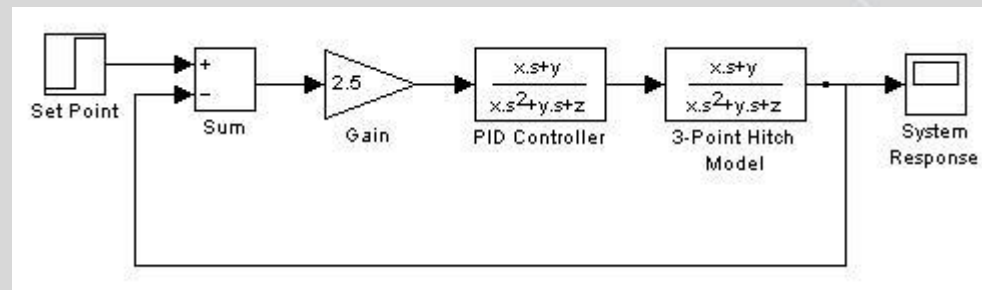 Set Point
+
−
Sum
2.5
Gain
x.s+y
x.s2+y.s+z
PID Controller
x.s+y
x.s2+y.s+z
3-Point Hitch
Model
System
Response